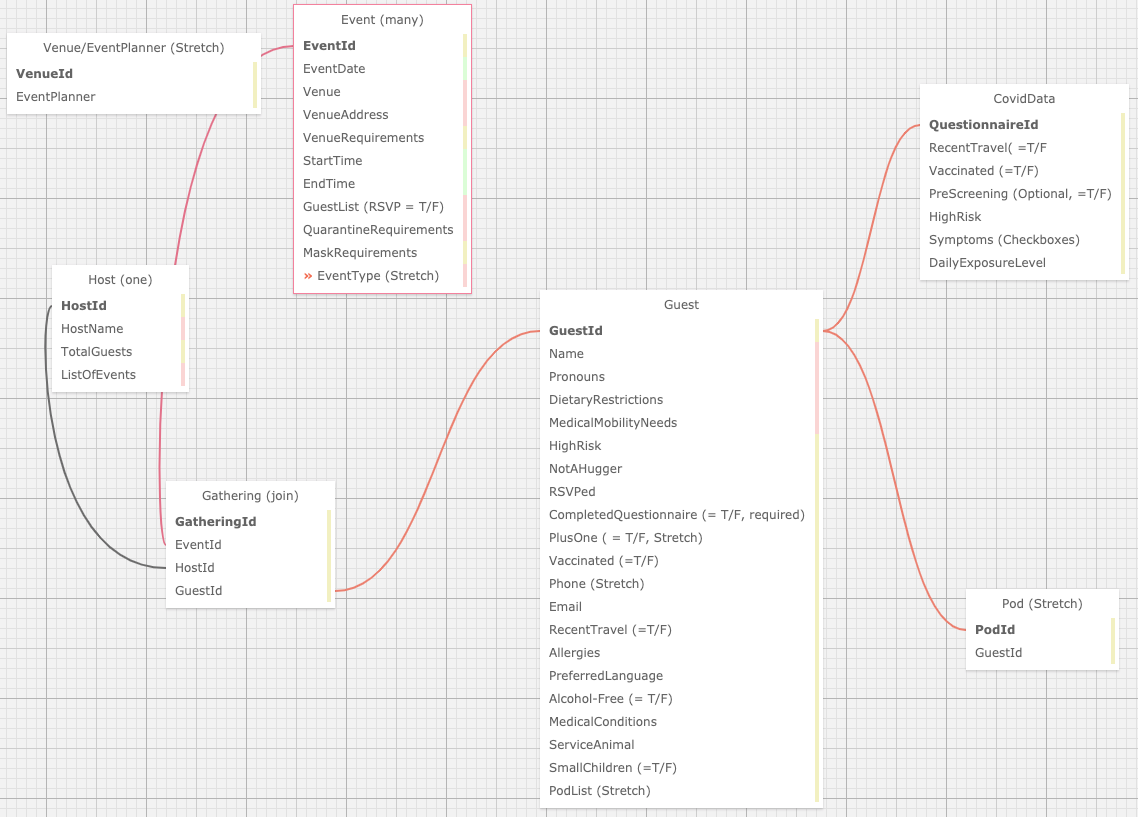 Venue/EventPlanner (Stretch)
VenueId
EventPlanner
Event (many)
EventId
EventDate
Venue
VenueAddress
VenueRequirements
StartTime
EndTime
GuestList (RSVP = T/F)
QuarantineRequirements
MaskRequirements
» EventType (Stretch)
CovidData
QuestionnaireId
RecentTravel( =T/F
Vaccinated (=T/F)
PreScreening (Optional, =T/F)
HighRisk
Symptoms (Checkboxes)
DailyExposureLevel
Host (one)
HostId
HostName
TotalGuests
ListOfEvents
Guest
GuestId
Name
Pronouns
DietaryRestrictions
MedicalMobilityNeeds
HighRisk
NotAHugger
RSVPed
CompletedQuestionnaire (= T/F, required)
PlusOne ( = T/F, Stretch)
Vaccinated (=T/F)
Phone (Stretch)
Email
RecentTravel (=T/F)
Allergies
PreferredLanguage
Alcohol-Free (= T/F)
MedicalConditions
ServiceAnimal
SmallChildren (=T/F)
PodList (Stretch)
Gathering (join)
GatheringId
EventId
HostId
GuestId
Pod (Stretch)
PodId
GuestId